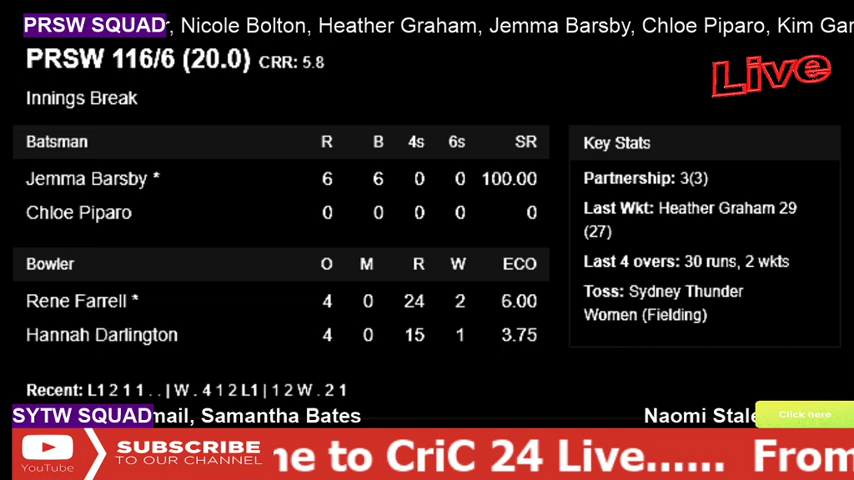 PRSW SQUAD r, Nicole Bolton, Heather Graham, Jemma Barsby, Chloe Piparo, Kim Gar
PRSW 116/6 (20.0) CRR: 5.8
Live
Innings Break
Batsman R B 4s 6s SR
Jemma Barsby * 6 6 0 0 100.00
Chloe Piparo 0 0 0 0 0
Bowler O M R W ECO
Rene Farrell * 4 0 24 2 6.00
Hannah Darlington 4 0 15 1 3.75
Key Stats
Partnership: 3(3)
Last Wkt: Heather Graham 29
(27)
Last 4 overs: 30 runs, 2 wkts
Toss: Sydney Thunder
Women (Fielding)
Recent: L1 2 1 1 . . | W . 4 1 2 L1 | 1 2 W . 2 1
SYTW SQUAD mail, Samantha Bates Naomi Stale
Click here
YouTube
SUBSCRIBE
TO OUR CHANNEL
ne to CriC 24 Live...... From